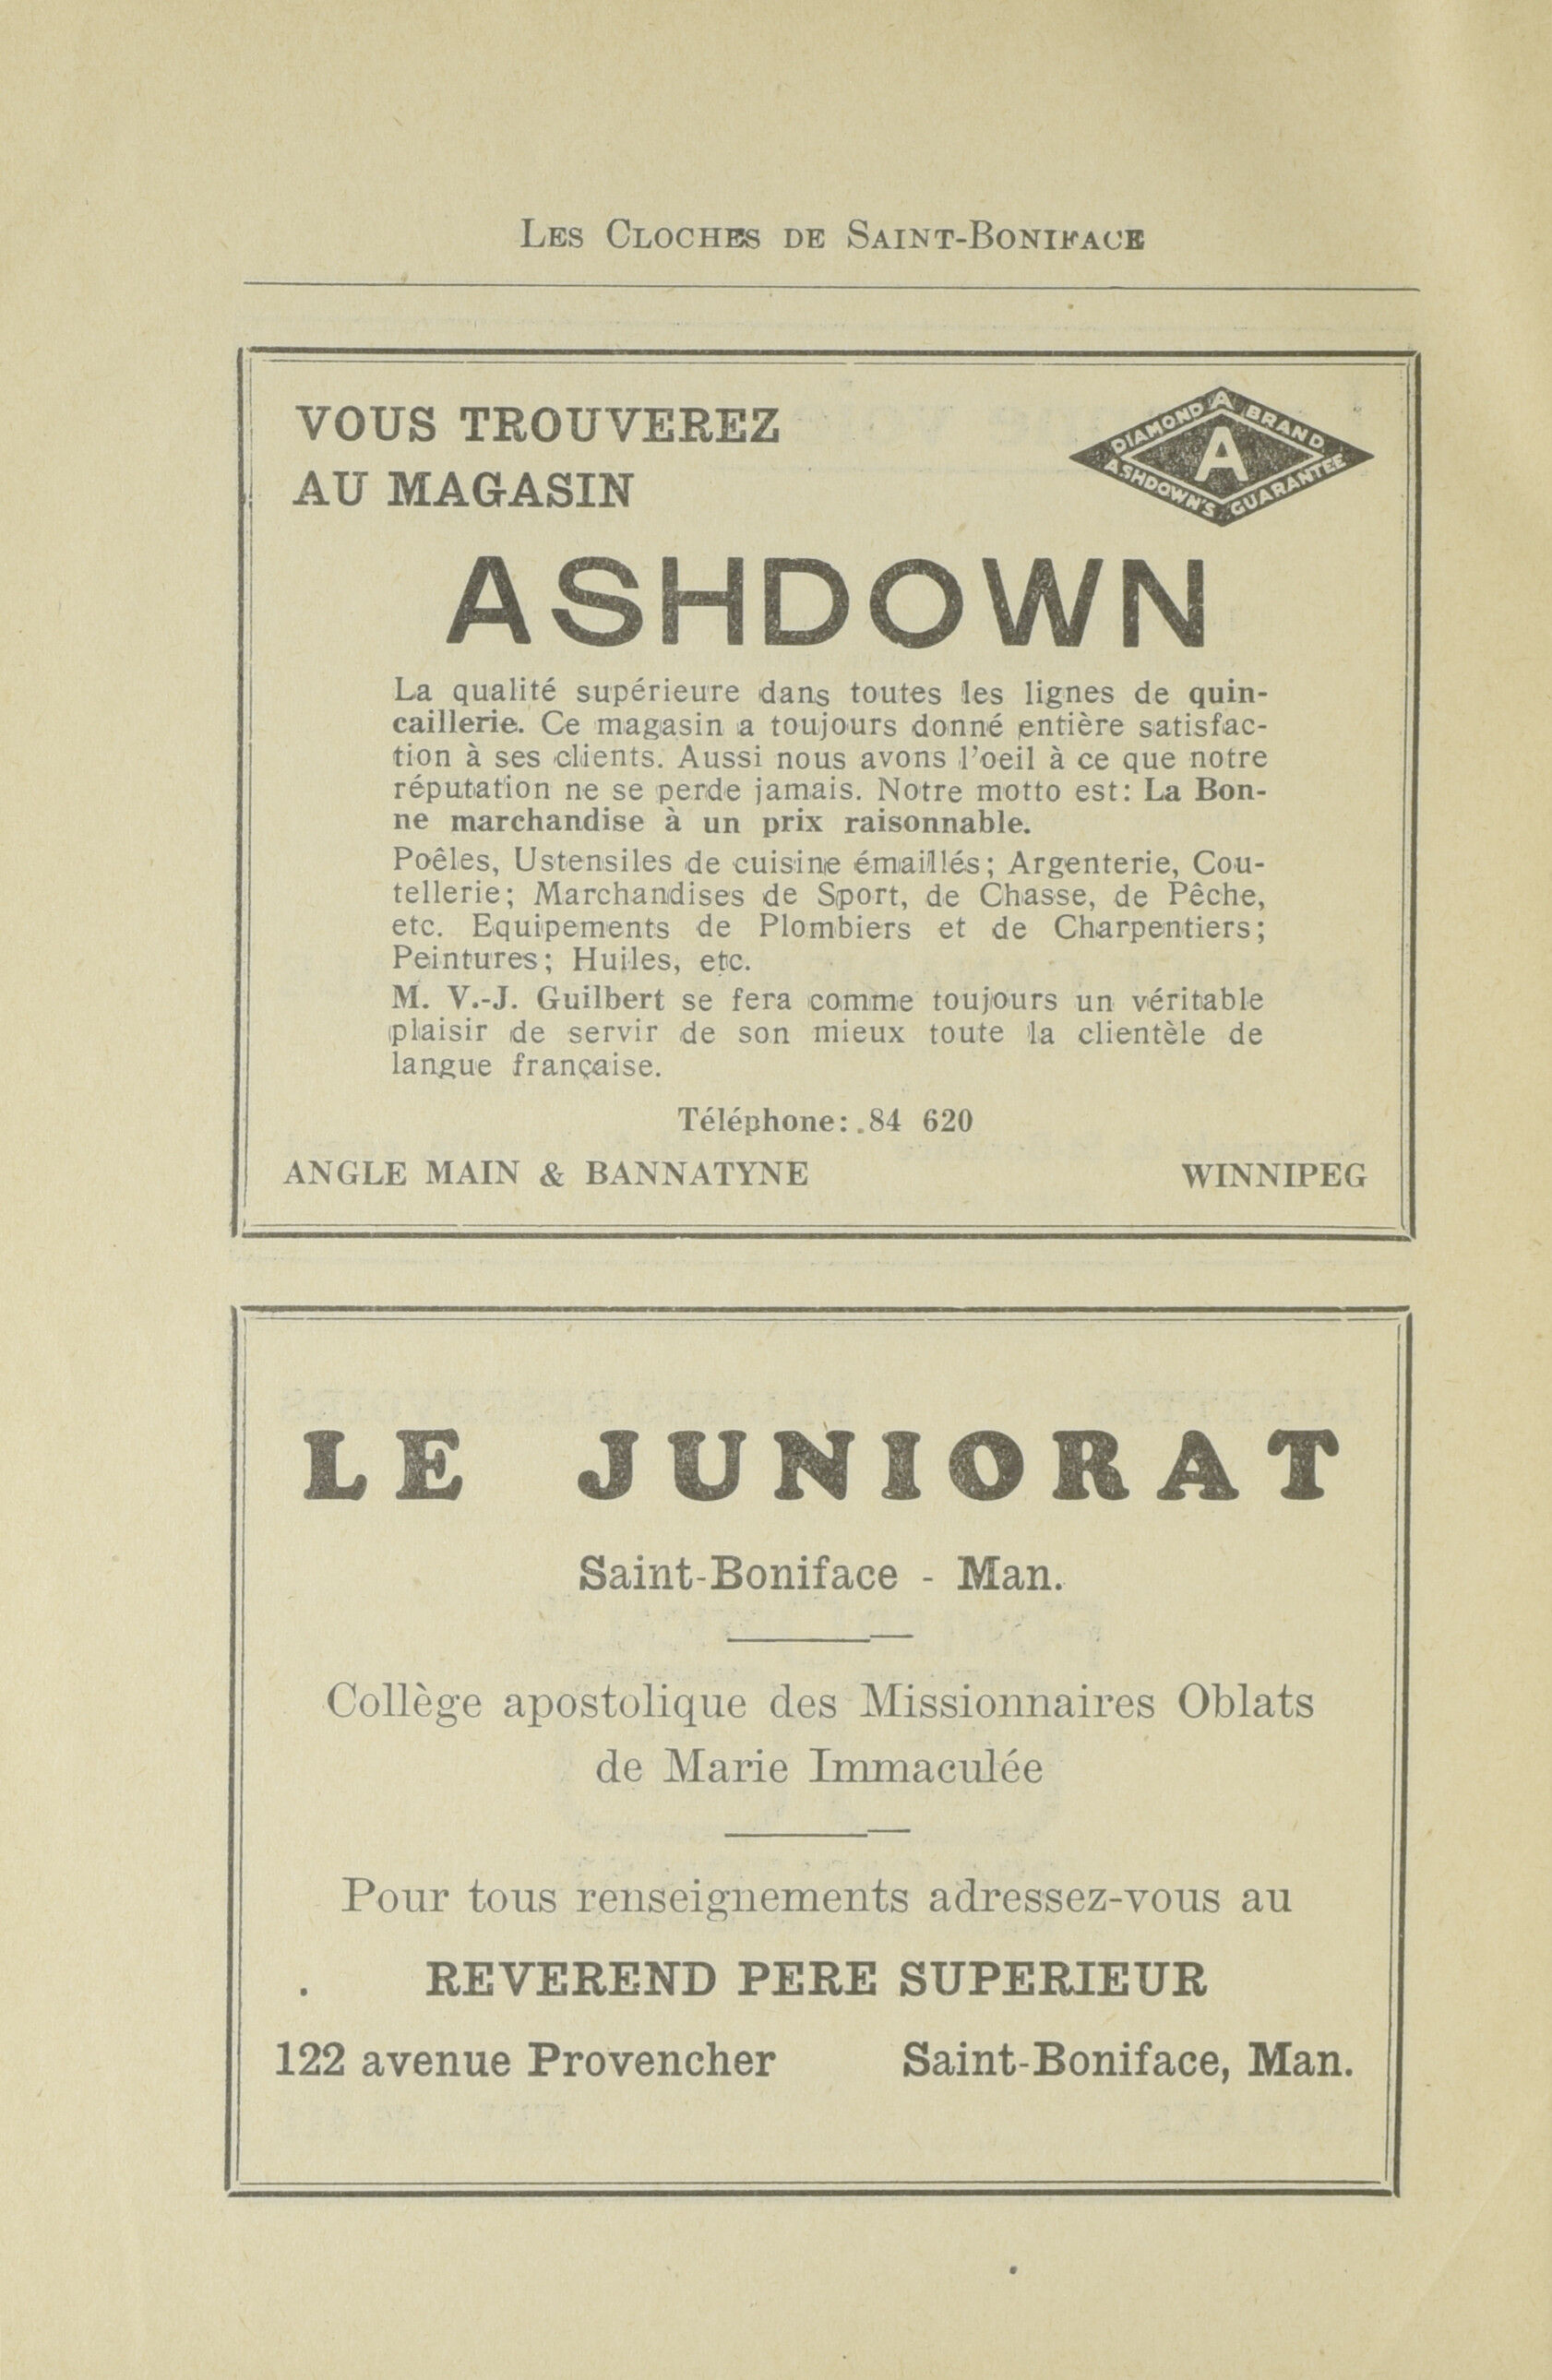 LES CLOCHES DE SAINT-BONIFACE
VOUS TROUVEREZ
AU MAGASIN
DIAMOND A BRAND
A
ASHDOWN'S GUARANTEE
ASHDOWN
La qualité supérieure dans toutes les lignes de quin-
caillerie. Ce magasin a toujours donné entière satisfac-
tion à ses clients. Aussi nous avons l'oeil à ce que notre
réputation ne se perde jamais. Notre motto est: La Bon-
ne marchandise à un prix raisonnable.
Poêles, Ustensiles de cuisine émaillés; Argenterie, Cou-
tellerie; Marchandises de Sport, de Chasse, de Pêche,
etc. Equipements de Plombiers et de Charpentiers;
Peintures; Huiles, etc.
M. V.-J. Guilbert se fera comme toujours un véritable
plaisir de servir de son mieux toute la clientèle de
langue française.
Téléphone: 84 620
ANGLE MAIN & BANNATYNE WINNIPEG
LE JUNIORAT
Saint-Boniface - Man.
Collège apostolique des Missionnaires Oblats
de Marie Immaculée
Pour tous renseignements adressez-vous au
REVEREND PERE SUPERIEUR
122 avenue Provencher Saint-Boniface, Man.